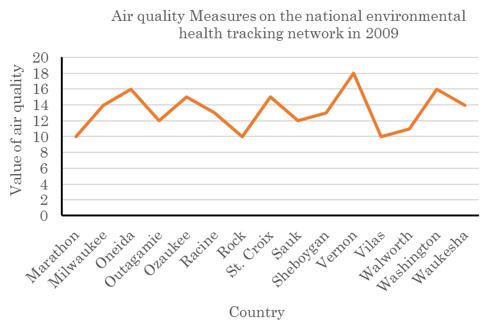 Air quality Measures on the national environmental
health tracking network in 2009
Value of air quality
20
18
16
14
12
10
8
6
4
2
0
Marathon
Milwaukee
Oneida
Outagamie
Ozaukee
Racine
Rock
St. Croix
Sauk
Sheboygan
Vernon
Vilas
Walworth
Washington
Waukesha
Country